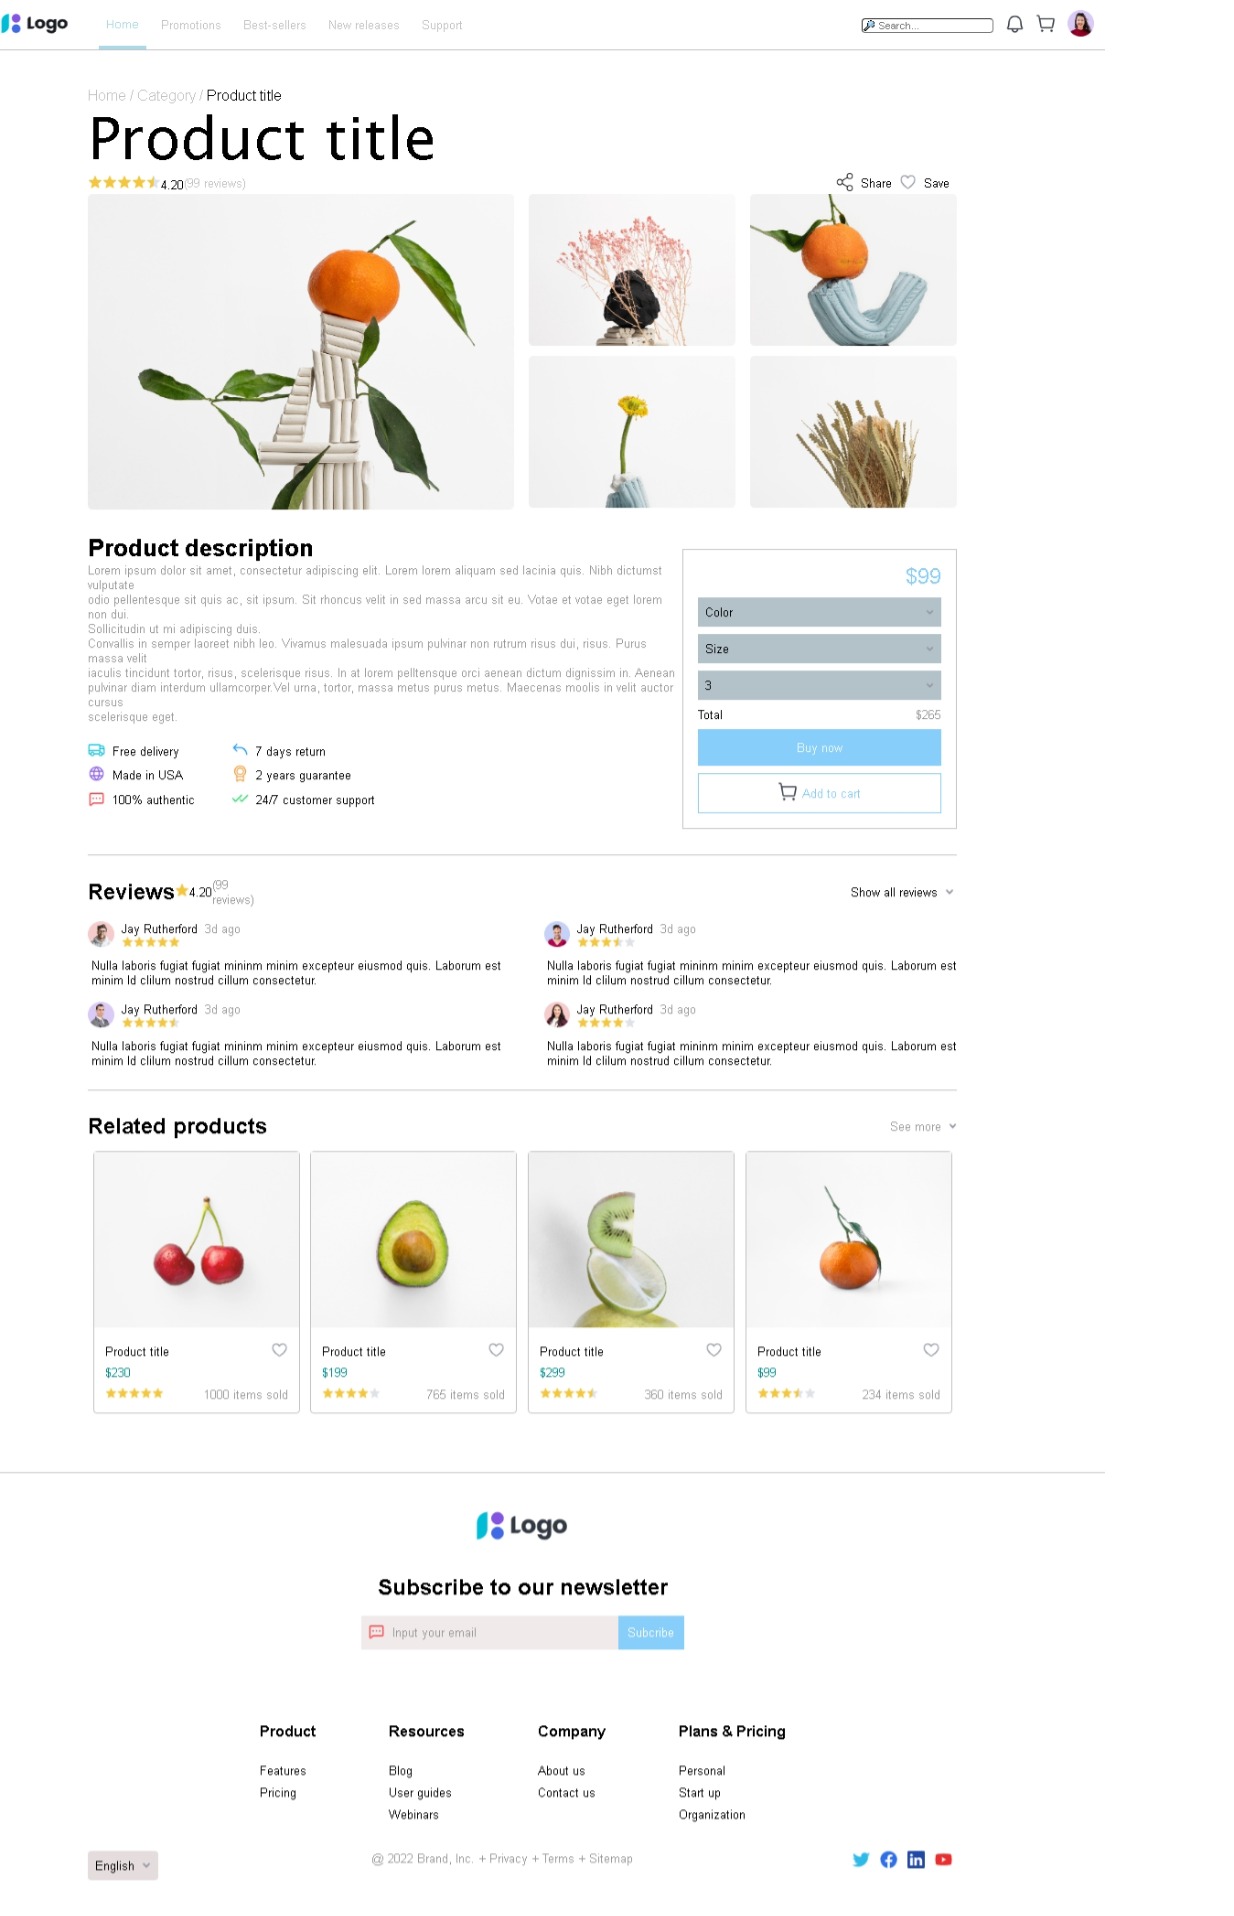 Logo
Home Promotions Best-sellers New releases Support
Search...
Home / Category / Product title
Product title
4.20(99 reviews)
Share Save
Product description
Lorem ipsum dolor sit amet, consectetur adipiscing elit. Lorem lorem aliquam sed lacinia quis. Nibh dictumst
vulputate
odio pellentesque sit quis ac, sit ipsum. Sit rhoncus velit in sed massa arcu sit eu. Votae et votae eget lorem
non dui.
Sollicitudin ut mi adipiscing duis.
Convallis in semper laoreet nibh leo. Vivamus malesuada ipsum pulvinar non rutrum risus dui, risus. Purus
massa velit
iaculis tincidunt tortor, risus, scelerisque risus. In at lorem pelltensque orci aenean dictum dignissim in. Aenean
pulvinar diam interdum ullamcorper.Vel urna, tortor, massa metus purus metus. Maecenas moolis in velit auctor
cursus
scelerisque eget.
Free delivery 7 days return
Made in USA 2 years guarantee
100% authentic 24/7 customer support
$99
Color
Size
3
Total $265
Buy now
Add to cart
Reviews 4.20 (99
reviews)
Show all reviews
Jay Rutherford 3d ago
Nulla laboris fugiat fugiat mininm minim excepteur eiusmod quis. Laborum est
minim Id clilum nostrud cillum consectetur.
Jay Rutherford 3d ago
Nulla laboris fugiat fugiat mininm minim excepteur eiusmod quis. Laborum est
minim Id clilum nostrud cillum consectetur.
Jay Rutherford 3d ago
Nulla laboris fugiat fugiat mininm minim excepteur eiusmod quis. Laborum est
minim Id clilum nostrud cillum consectetur.
Jay Rutherford 3d ago
Nulla laboris fugiat fugiat mininm minim excepteur eiusmod quis. Laborum est
minim Id clilum nostrud cillum consectetur.
Related products
See more
Product title
$230
1000 items sold
Product title
$199
765 items sold
Product title
$299
360 items sold
Product title
$99
234 items sold
Logo
Subscribe to our newsletter
Input your email Subcribe
Product
Features
Pricing
Resources
Blog
User guides
Webinars
Company
About us
Contact us
Plans & Pricing
Personal
Start up
Organization
English
@ 2022 Brand, Inc. + Privacy + Terms + Sitemap